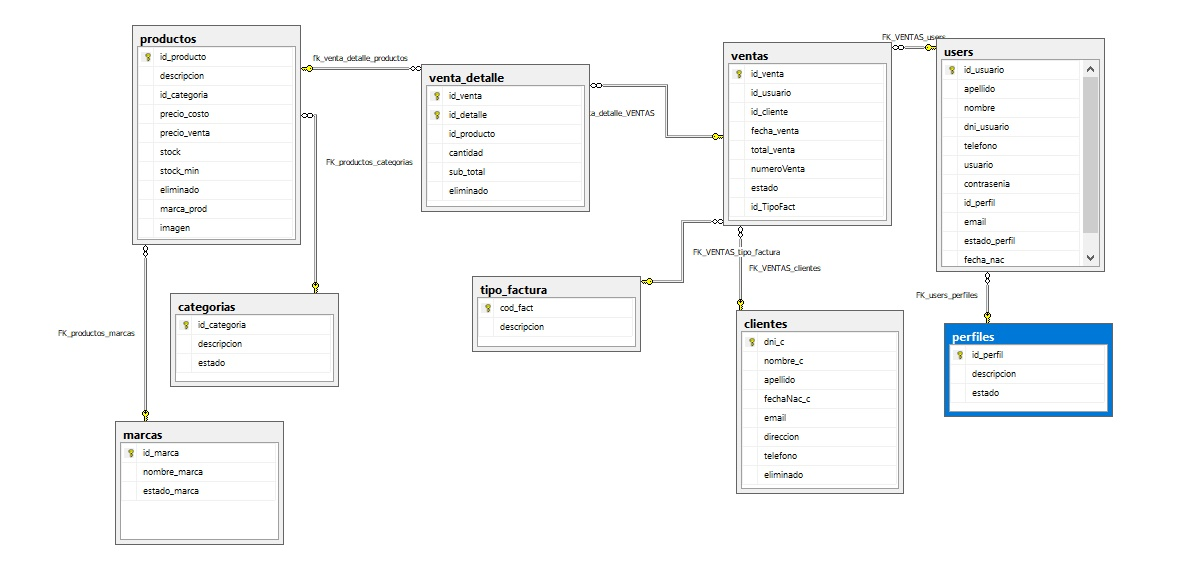 productos
id_producto
descripcion
id_categoria
precio_costo
precio_venta
stock
stock_min
eliminado
marca_prod
imagen
fk_venta_detalle_productos
venta_detalle
id_venta
id_detalle
id_producto
cantidad
sub_total
eliminado
ta_detalle_VENTAS
ventas
id_venta
id_usuario
id_cliente
fecha_venta
total_venta
numeroVenta
estado
id_TipoFact
FK_VENTAS_users
users
id_usuario
apellido
nombre
dni_usuario
telefono
usuario
contrasenia
id_perfil
email
estado_perfil
fecha_nac
FK_productos_categorias
FK_VENTAS_tipo_factura
FK_VENTAS_clientes
FK_users_perfiles
FK_productos_marcas
categorias
id_categoria
descripcion
estado
tipo_factura
cod_fact
descripcion
clientes
dni_c
nombre_c
apellido
fechaNac_c
email
direccion
telefono
eliminado
perfiles
id_perfil
descripcion
estado
marcas
id_marca
nombre_marca
estado_marca